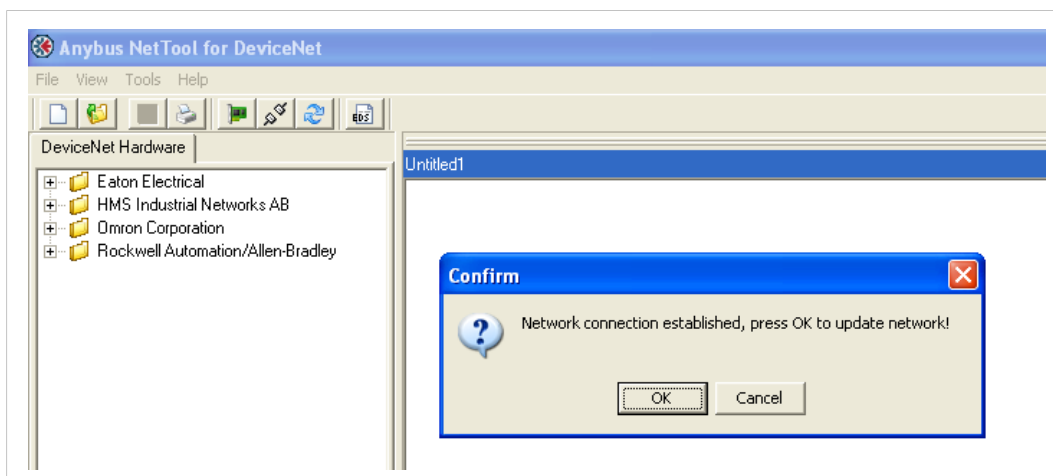 Anybus NetTool for DeviceNet
File View Tools Help
EDS
DeviceNet Hardware
Untitled1
Eaton Electrical
HMS Industrial Networks AB
Omron Corporation
Rockwell Automation/Allen-Bradley
Confirm
Network connection established, press OK to update network!
OK Cancel